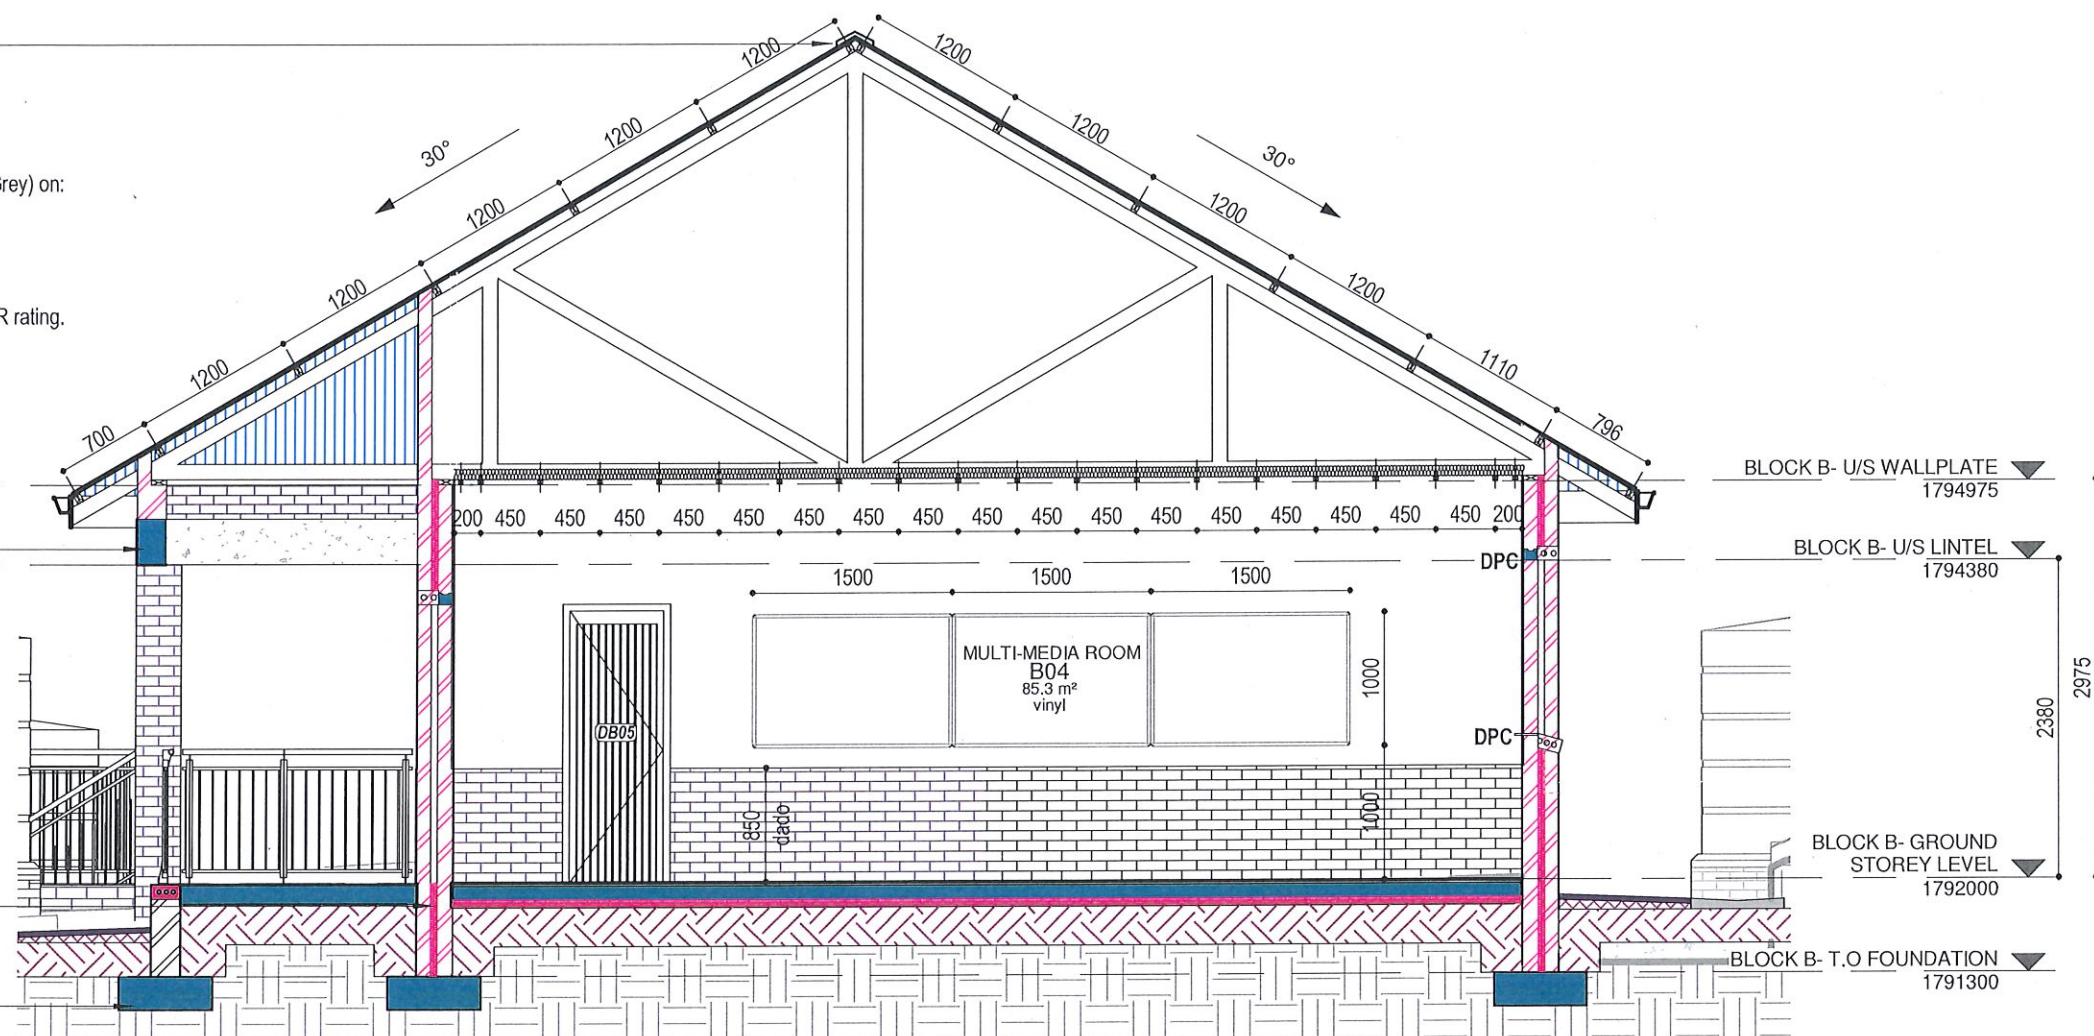 1200
1200
1200
1200
30°
30°
Grey) on:
1200
1200
1200
1200
R rating.
1200
1200
1110
700
796
BLOCK B- U/S WALLPLATE
1794975
200 450 450 450 450 450 450 450 450 450 450 450 450 450 450 450 450 450 200
BLOCK B- U/S LINTEL
1794380
DPC
1500 1500 1500
MULTI-MEDIA ROOM
B04
85.3 m²
vinyl
1000
2975
2380
DB05
DPC
850
dado
1000
BLOCK B- GROUND
STOREY LEVEL
1792000
BLOCK B- T.O FOUNDATION
1791300